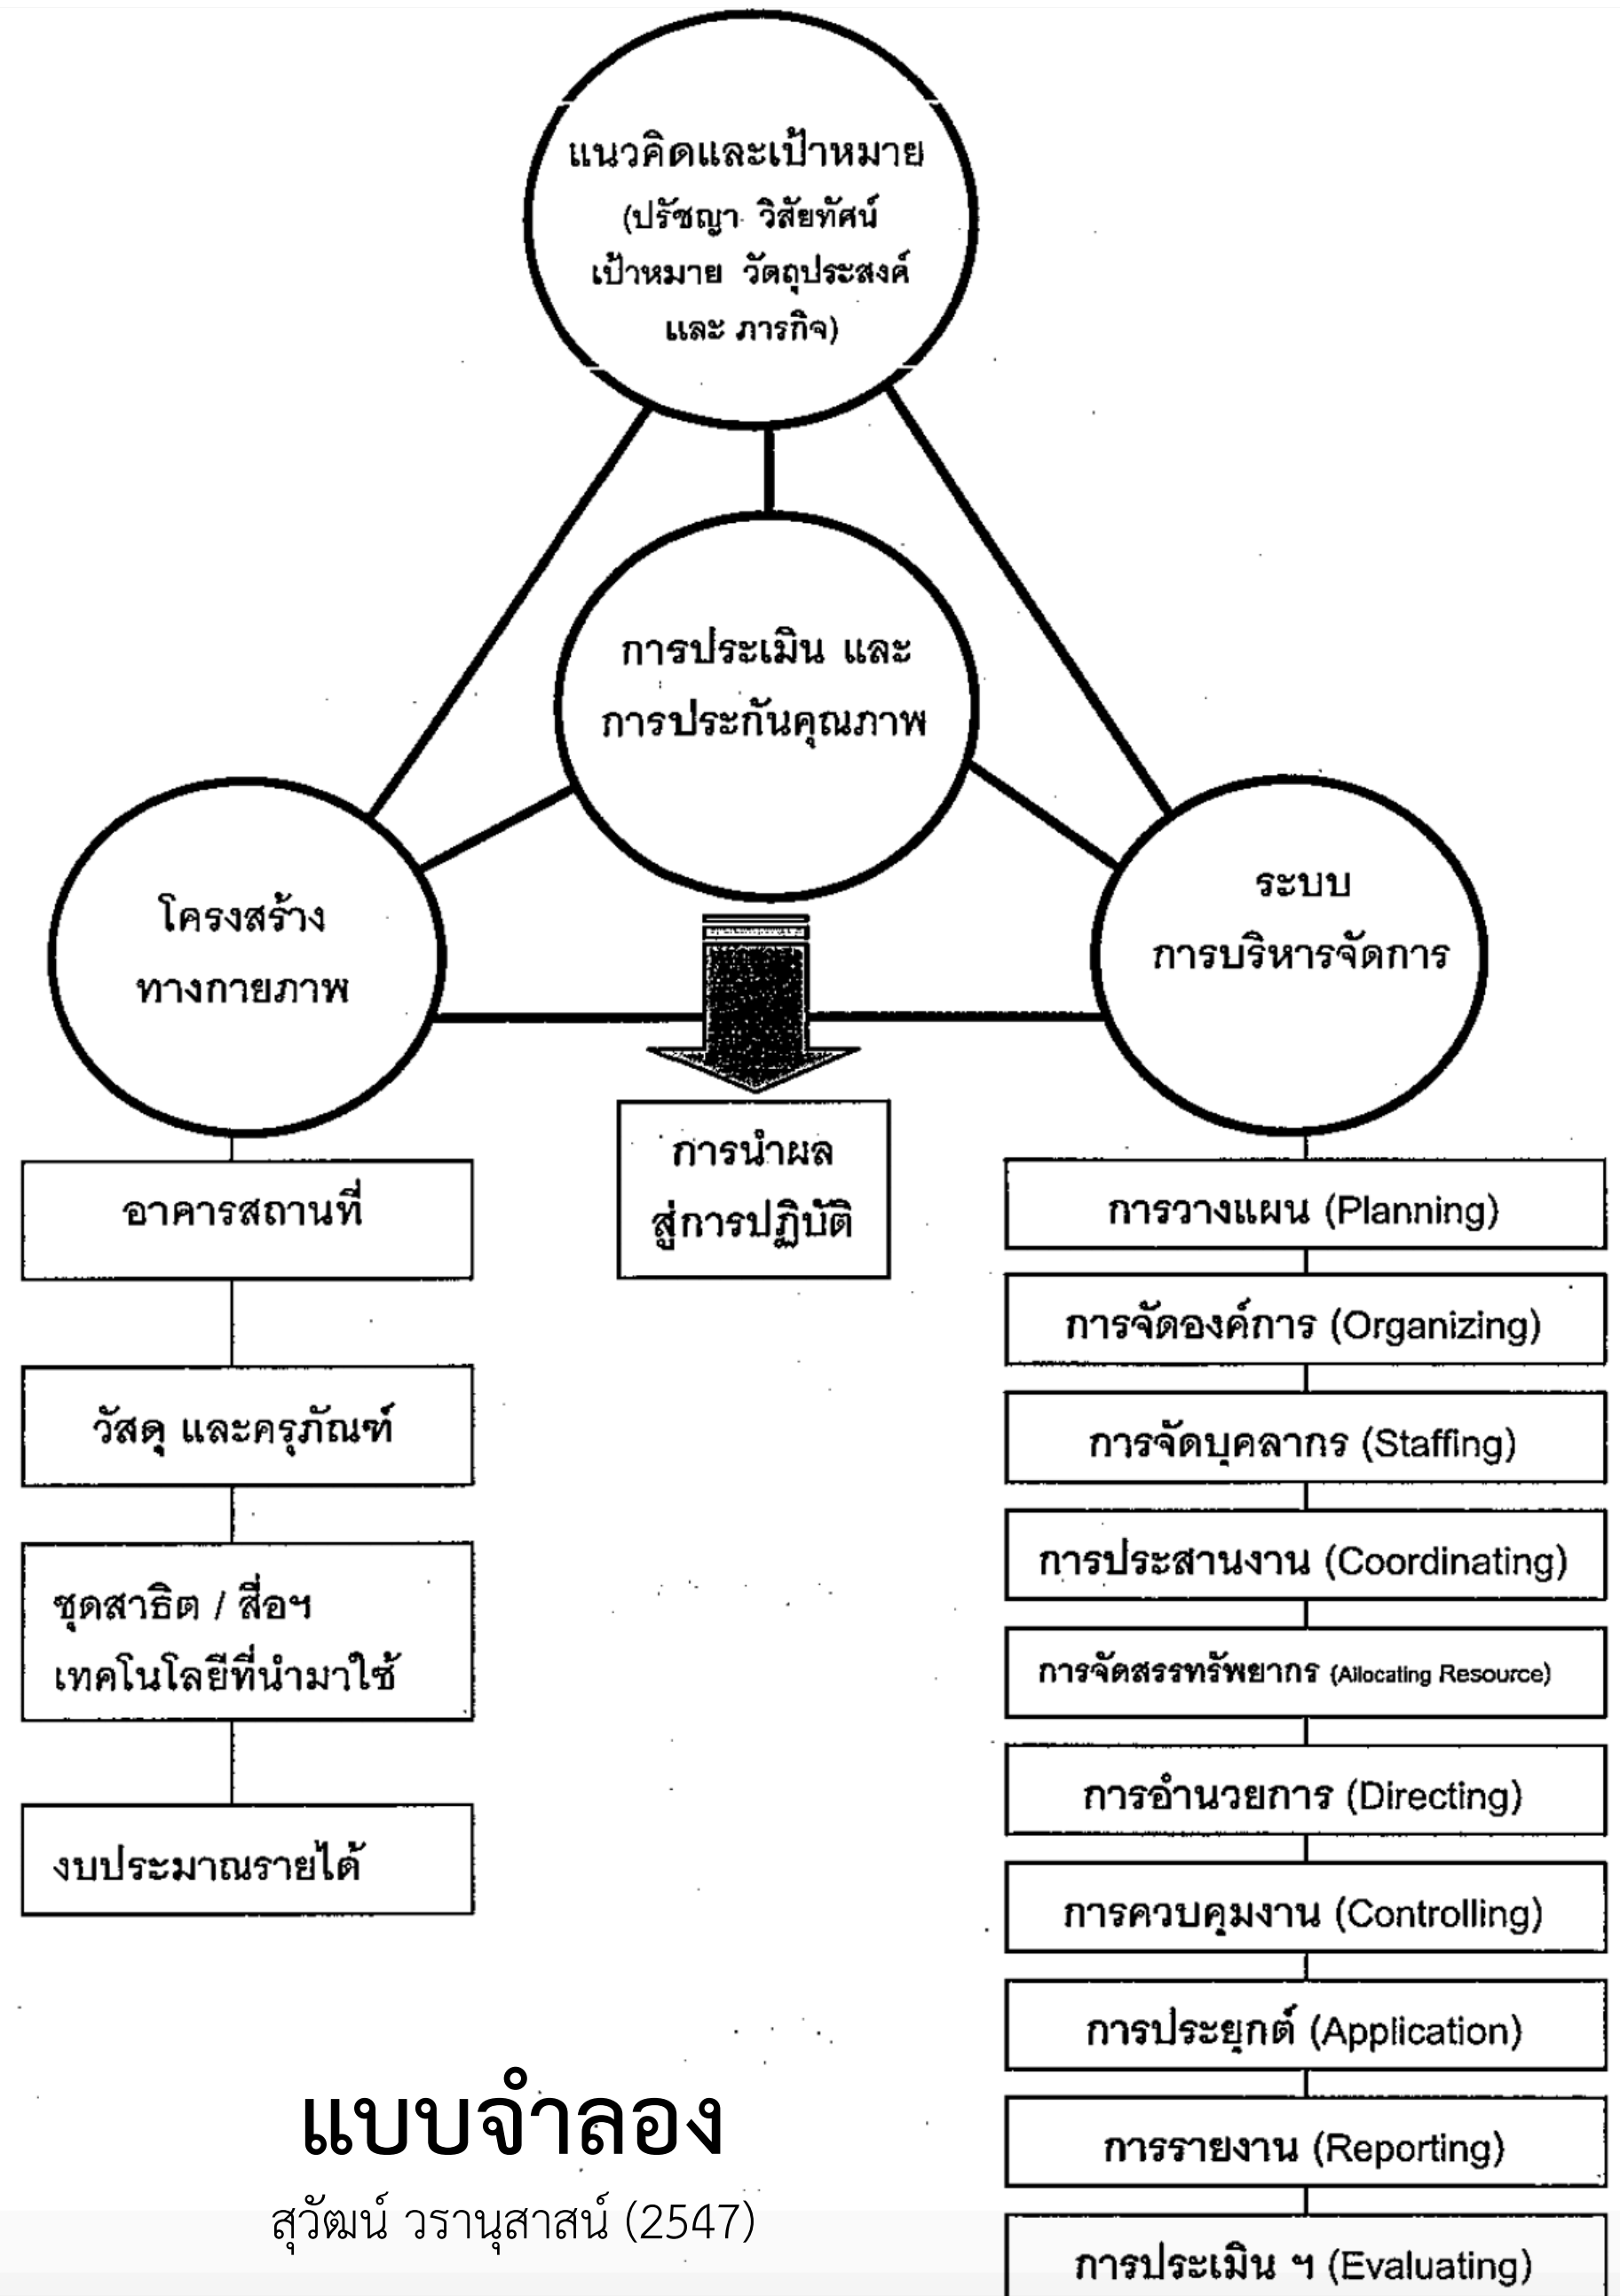 แนวคิดและเป้าหมาย
(ปรัชญา วิสัยทัศน์
เป้าหมาย วัตถุประสงค์
และ ภารกิจ)
การประเมิน และ
การประกันคุณภาพ
โครงสร้าง
ทางกายภาพ
ระบบ
การบริหารจัดการ
การนำผล
สู่การปฏิบัติ
อาคารสถานที่
วัสดุ และครุภัณฑ์
ชุดสาธิต / สื่อฯ
เทคโนโลยีที่นำมาใช้
งบประมาณรายได้
การวางแผน (Planning)
การจัดองค์การ (Organizing)
การจัดบุคลากร (Staffing)
การประสานงาน (Coordinating)
การจัดสรรทรัพยากร (Allocating Resource)
การอำนวยการ (Directing)
การควบคุมงาน (Controlling)
การประยุกต์ (Application)
การรายงาน (Reporting)
การประเมิน ฯ (Evaluating)
แบบจำลอง
สุวัฒน์ วรานุสาสน์ (2547)